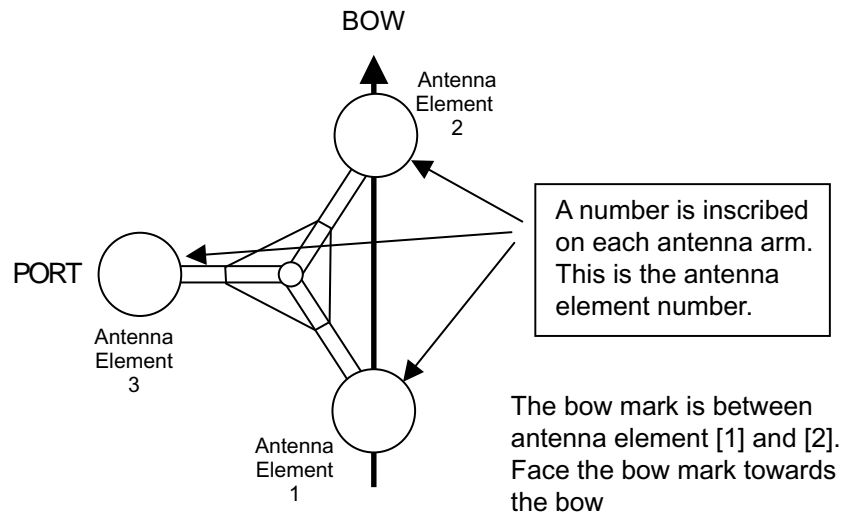 BOW
Antenna
Element
2
A number is inscribed
on each antenna arm.
This is the antenna
element number.
PORT
Antenna
Element
3
The bow mark is between
antenna element [1] and [2].
Face the bow mark towards
the bow
Antenna
Element
1